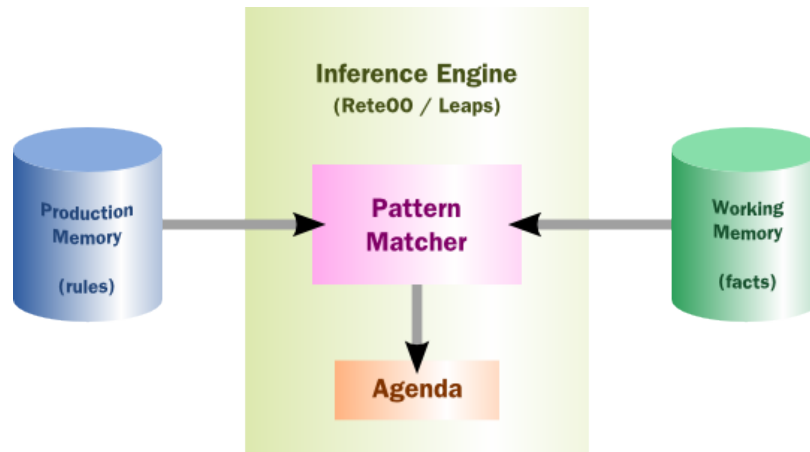 Inference Engine
(ReteOO / Leaps)
Production
Memory
(rules)
Pattern
Matcher
Working
Memory
(facts)
Agenda